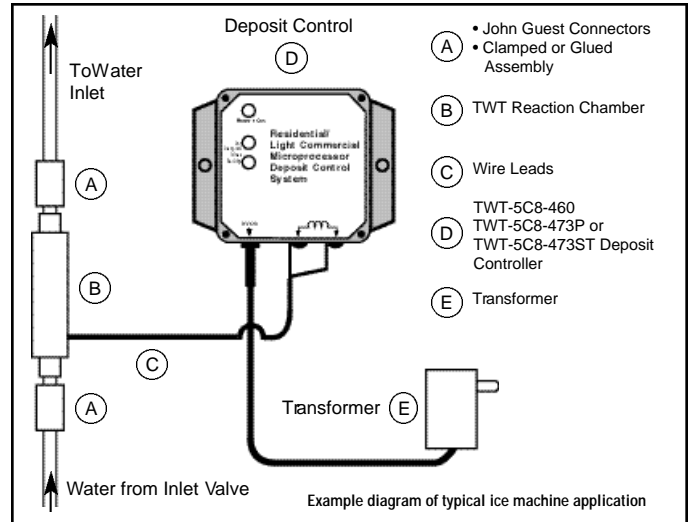 Deposit Control
D
ToWater
Inlet
A
B
C
A
Residential/
Light Commercial
Microprocessor
Deposit Control
System
Transformer E
Water from Inlet Valve
A • John Guest Connectors
• Clamped or Glued
Assembly
B TWT Reaction Chamber
C Wire Leads
D TWT-5C8-460
TWT-5C8-473P or
TWT-5C8-473ST Deposit
Controller
E Transformer
Example diagram of typical ice machine application